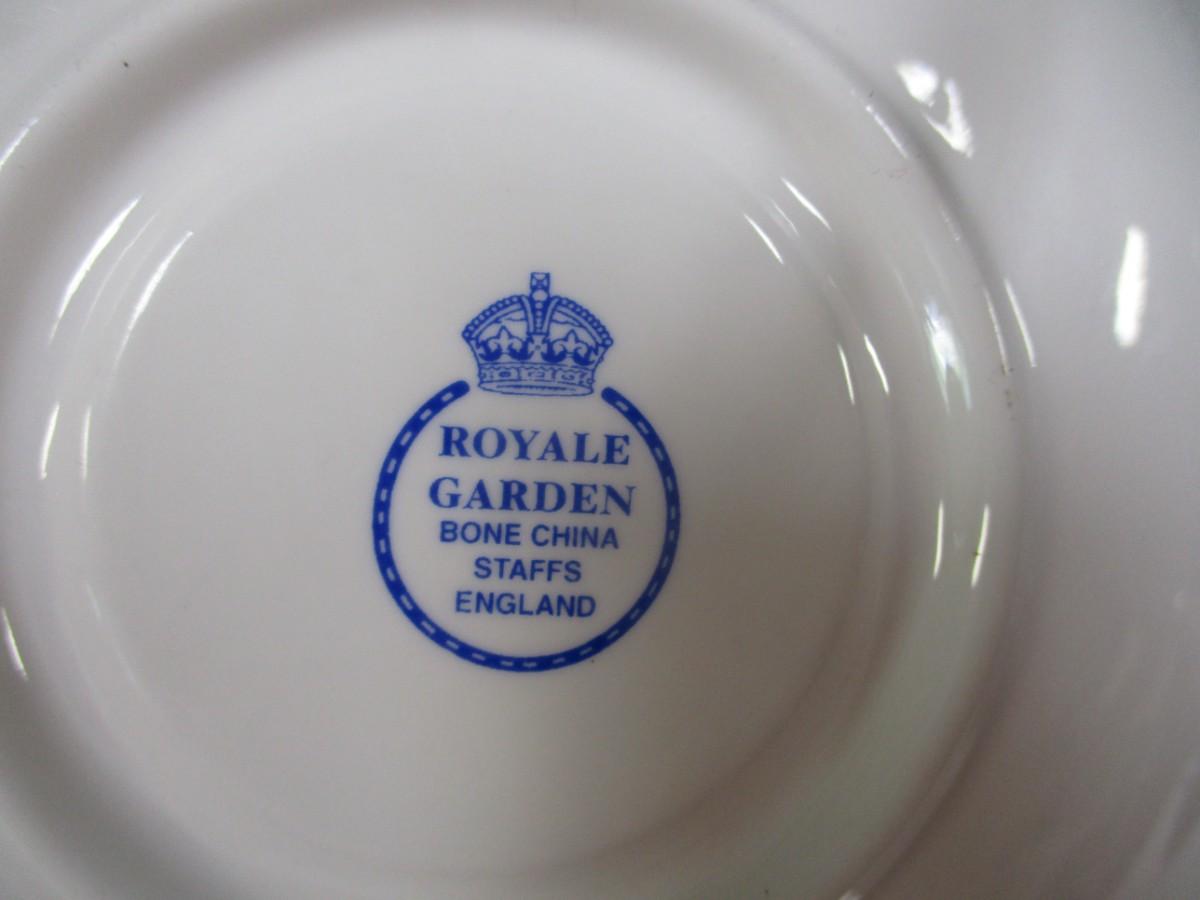 ROYALE
GARDEN
BONE CHINA
STAFFS
ENGLAND